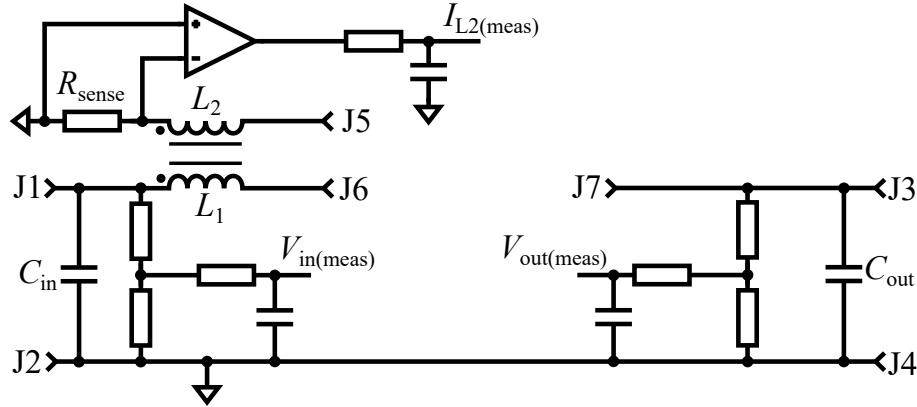 I_L2(meas)
+
-
R_sense
L_2
J5
J1
L_1
J6
J7
J3
C_in
V_in(meas)
V_out(meas)
C_out
J2
J4